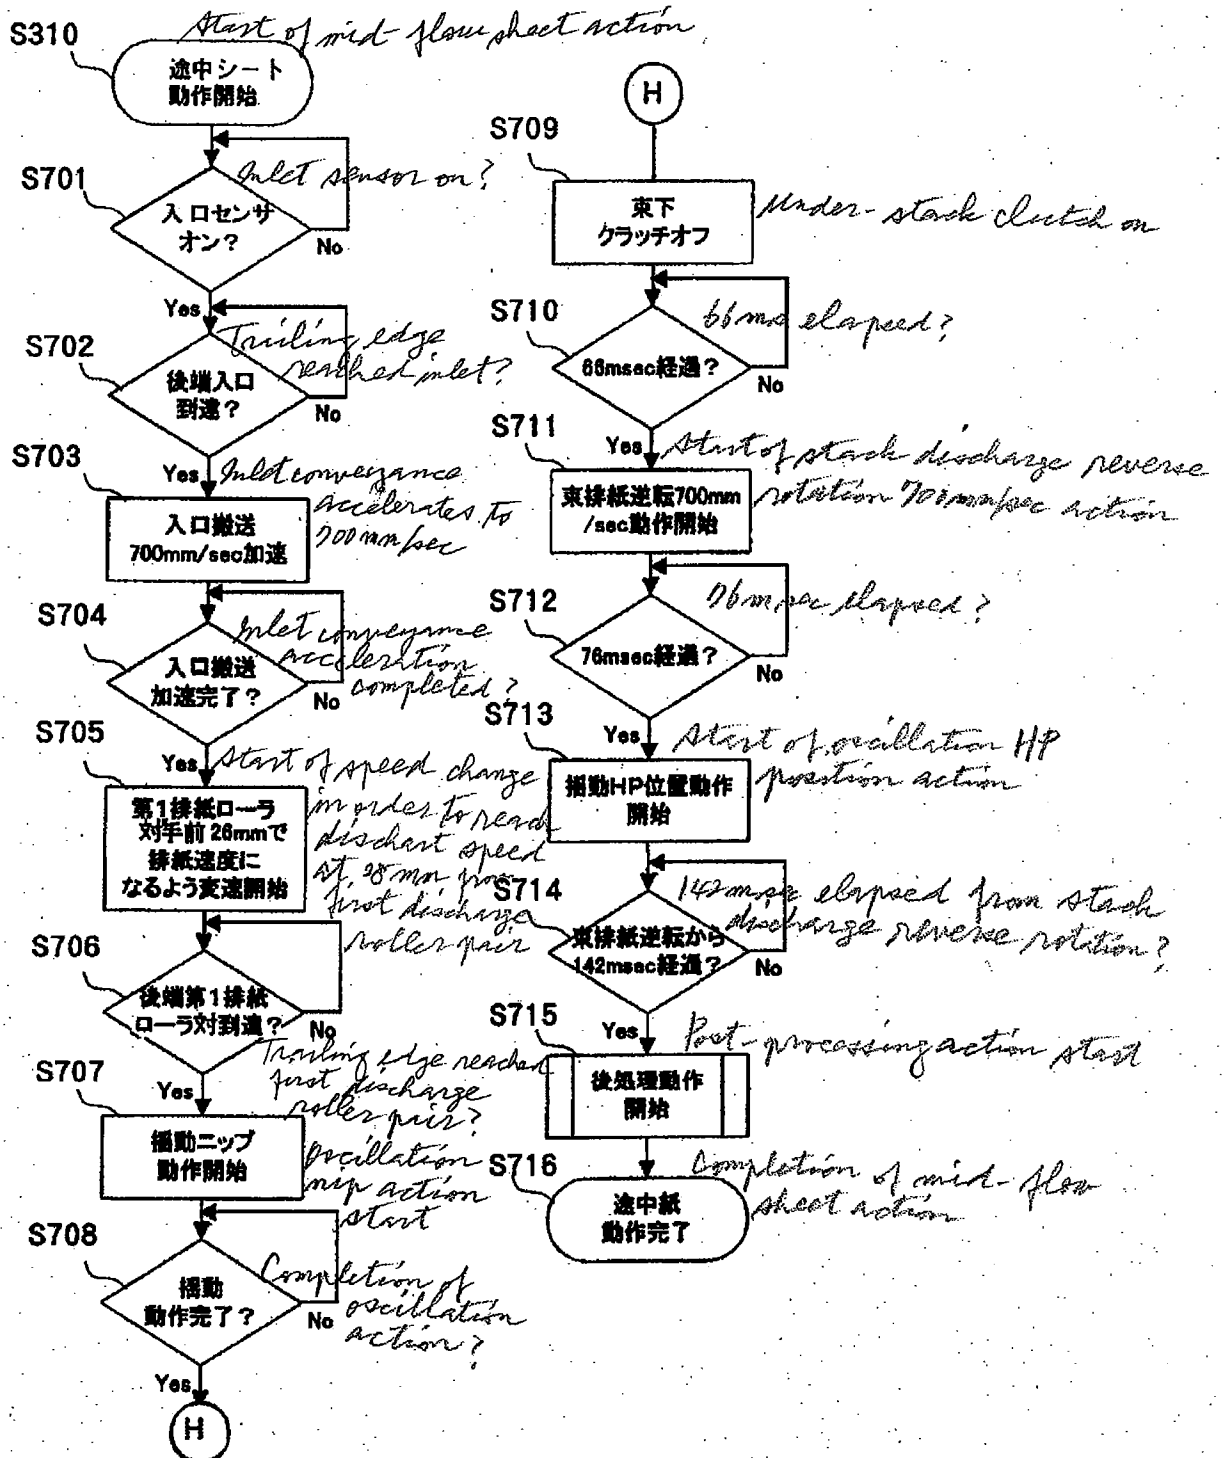 S310
Start of mid-flow sheet action
途中シート
動作開始
S701
Inlet sensor on?
入口センサ
オン?
No
Yes
S702
Trailing edge
reached inlet?
後端入口
到達?
No
Yes
S703
Inlet conveyance
accelerates to
700mm/sec
入口搬送
700mm/sec加速
S704
Inlet conveyance
acceleration
completed?
入口搬送
加速完了?
No
Yes
S705
Start of speed change
in order to reach
dischart speed
at 28 mm from
first discharge
roller pair
第1排紙ローラ
対手前26mmで
排紙速度に
なるよう変速開始
S706
後端第1排紙
ローラ対到達?
No
Trailing edge reached
first discharge
roller pair?
Yes
S707
揺動ニップ
動作開始
Oscillation
nip action
start
S708
Completion of
oscillation
action?
揺動
動作完了?
No
Yes
H
H
S709
束下
クラッチオフ
Under-stack clutch on
S710
66 ms elapsed?
66msec経過?
No
Yes
S711
Start of stack discharge reverse
rotation 700mm/sec action
束排紙逆転700mm
/sec動作開始
S712
76 msec elapsed?
76msec経過?
No
Yes
S713
Start of oscillation HP
position action
揺動HP位置動作
開始
S714
142 msec elapsed from stack
discharge reverse rotation?
束排紙逆転から
142msec経過?
No
Yes
S715
Post-processing action start
後処理動作
開始
S716
Completion of mid-flow
sheet action
途中紙
動作完了